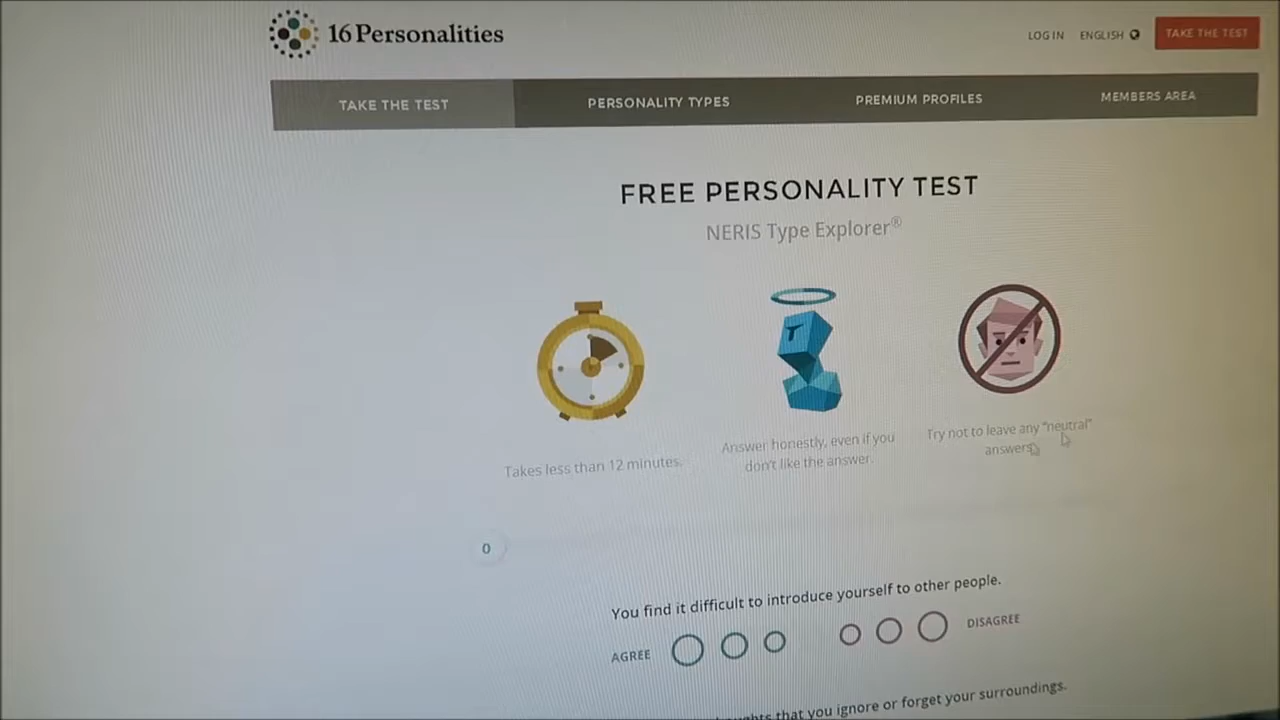 16 Personalities
LOG IN ENGLISH TAKE THE TEST
TAKE THE TEST PERSONALITY TYPES PREMIUM PROFILES MEMBERS AREA
FREE PERSONALITY TEST
NERIS Type Explorer®
T
Takes less than 12 minutes.
Answer honestly, even if you
don't like the answer.
Try not to leave any "neutral"
answers.
0
You find it difficult to introduce yourself to other people.
AGREE DISAGREE
that you ignore or forget your surroundings.